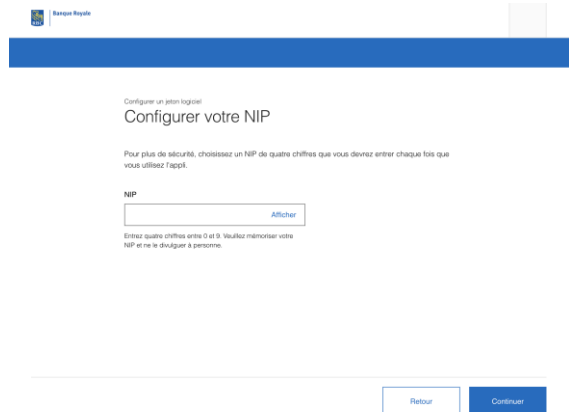 RBC
Banque Royale
Configurer un jeton logiciel
Configurer votre NIP
Pour plus de sécurité, choisissez un NIP de quatre chiffres que vous devrez entrer chaque fois que
vous utilisez l'appli.
NIP
Afficher
Entrez quatre chiffres entre 0 et 9. Veuillez mémoriser votre
NIP et ne le divulguer à personne.
Retour
Continuer